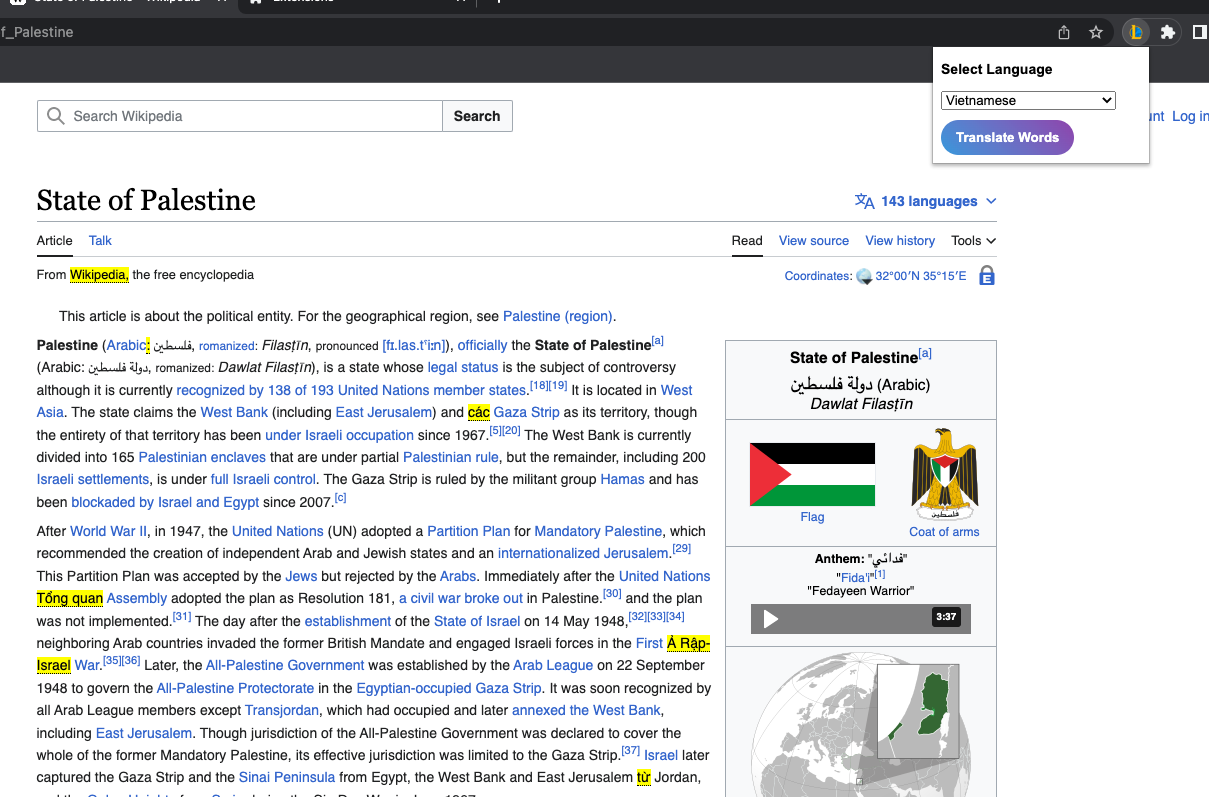 State of Palestine - Wikipedia
Extensions
f_Palestine
Select Language
Vietnamese
Translate Words
Search Wikipedia
Search
unt Log in
State of Palestine
143 languages
Article Talk
Read View source View history Tools
From Wikipedia, the free encyclopedia
Coordinates: 32°00′N 35°15′E
This article is about the political entity. For the geographical region, see Palestine (region).
Palestine (Arabic: فلسطين, romanized: Filasṭīn, pronounced [fɪ.las.tˤiːn]), officially the State of Palestine[a]
(Arabic: دولة فلسطين, romanized: Dawlat Filasṭīn), is a state whose legal status is the subject of controversy
although it is currently recognized by 138 of 193 United Nations member states.[18][19] It is located in West
Asia. The state claims the West Bank (including East Jerusalem) and các Gaza Strip as its territory, though
the entirety of that territory has been under Israeli occupation since 1967.[5][20] The West Bank is currently
divided into 165 Palestinian enclaves that are under partial Palestinian rule, but the remainder, including 200
Israeli settlements, is under full Israeli control. The Gaza Strip is ruled by the militant group Hamas and has
been blockaded by Israel and Egypt since 2007.[c]
After World War II, in 1947, the United Nations (UN) adopted a Partition Plan for Mandatory Palestine, which
recommended the creation of independent Arab and Jewish states and an internationalized Jerusalem.[29]
This Partition Plan was accepted by the Jews but rejected by the Arabs. Immediately after the United Nations
Tổng quan Assembly adopted the plan as Resolution 181, a civil war broke out in Palestine.[30] and the plan
was not implemented.[31] The day after the establishment of the State of Israel on 14 May 1948,[32][33][34]
neighboring Arab countries invaded the former British Mandate and engaged Israeli forces in the First Ả Rập-
Israel War.[35][36] Later, the All-Palestine Government was established by the Arab League on 22 September
1948 to govern the All-Palestine Protectorate in the Egyptian-occupied Gaza Strip. It was soon recognized by
all Arab League members except Transjordan, which had occupied and later annexed the West Bank,
including East Jerusalem. Though jurisdiction of the All-Palestine Government was declared to cover the
whole of the former Mandatory Palestine, its effective jurisdiction was limited to the Gaza Strip.[37] Israel later
captured the Gaza Strip and the Sinai Peninsula from Egypt, the West Bank and East Jerusalem từ Jordan,
State of Palestine[a]
دولة فلسطين (Arabic)
Dawlat Filasṭīn
Flag
فلسطين
Coat of arms
Anthem: "فدائي"
"Fida'i"[1]
"Fedayeen Warrior"
3:37